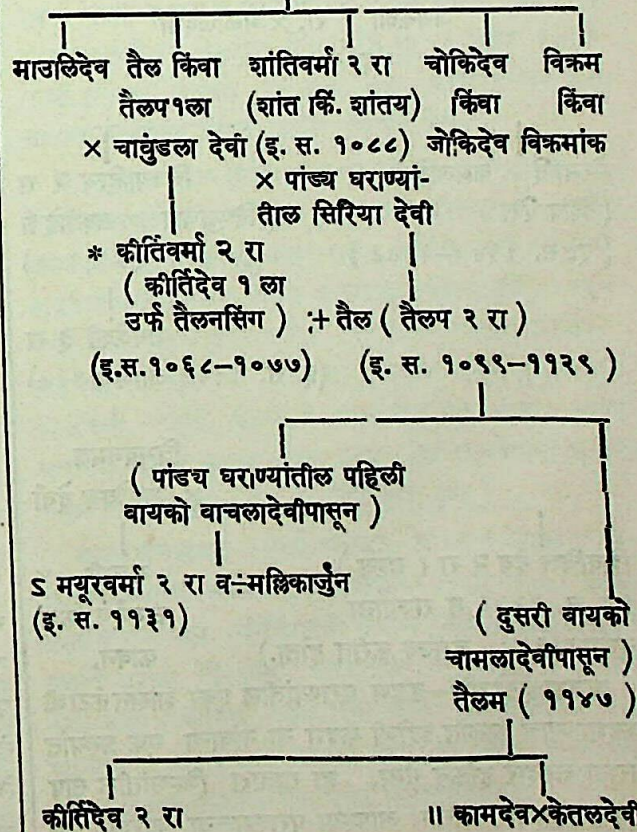 माउलिदेव तैल किंवा शांतिवर्मा २ रा चोकिदेव विक्रम
तैलप१ला (शांत किं. शांतय) किंवा किंवा
× चावुंडला देवी (इ. स. १०८८) जोकिदेव विक्रमांक
× पांड्य घराण्यां-
तील सिरिया देवी
* कीर्तिवर्मा २ रा
( कीर्तिदेव १ ला
उर्फ तैलनसिंग ) ;+ तैल ( तैलप २ रा )
(इ.स.१०६८–१०७७) (इ. स. १०९९–११२९ )
( पांडय घराण्यांतील पहिली
वायको वाचलादेवीपासून )
S मयूरवर्मा २ रा व÷मल्लिकार्जुन
(इ. स. ११३१)
( दुसरी वायको
चामलादेवीपासून )
तैलम ( ११४७ )
कीर्तिदेव २ रा ॥ कामदेव×केतलदेवी